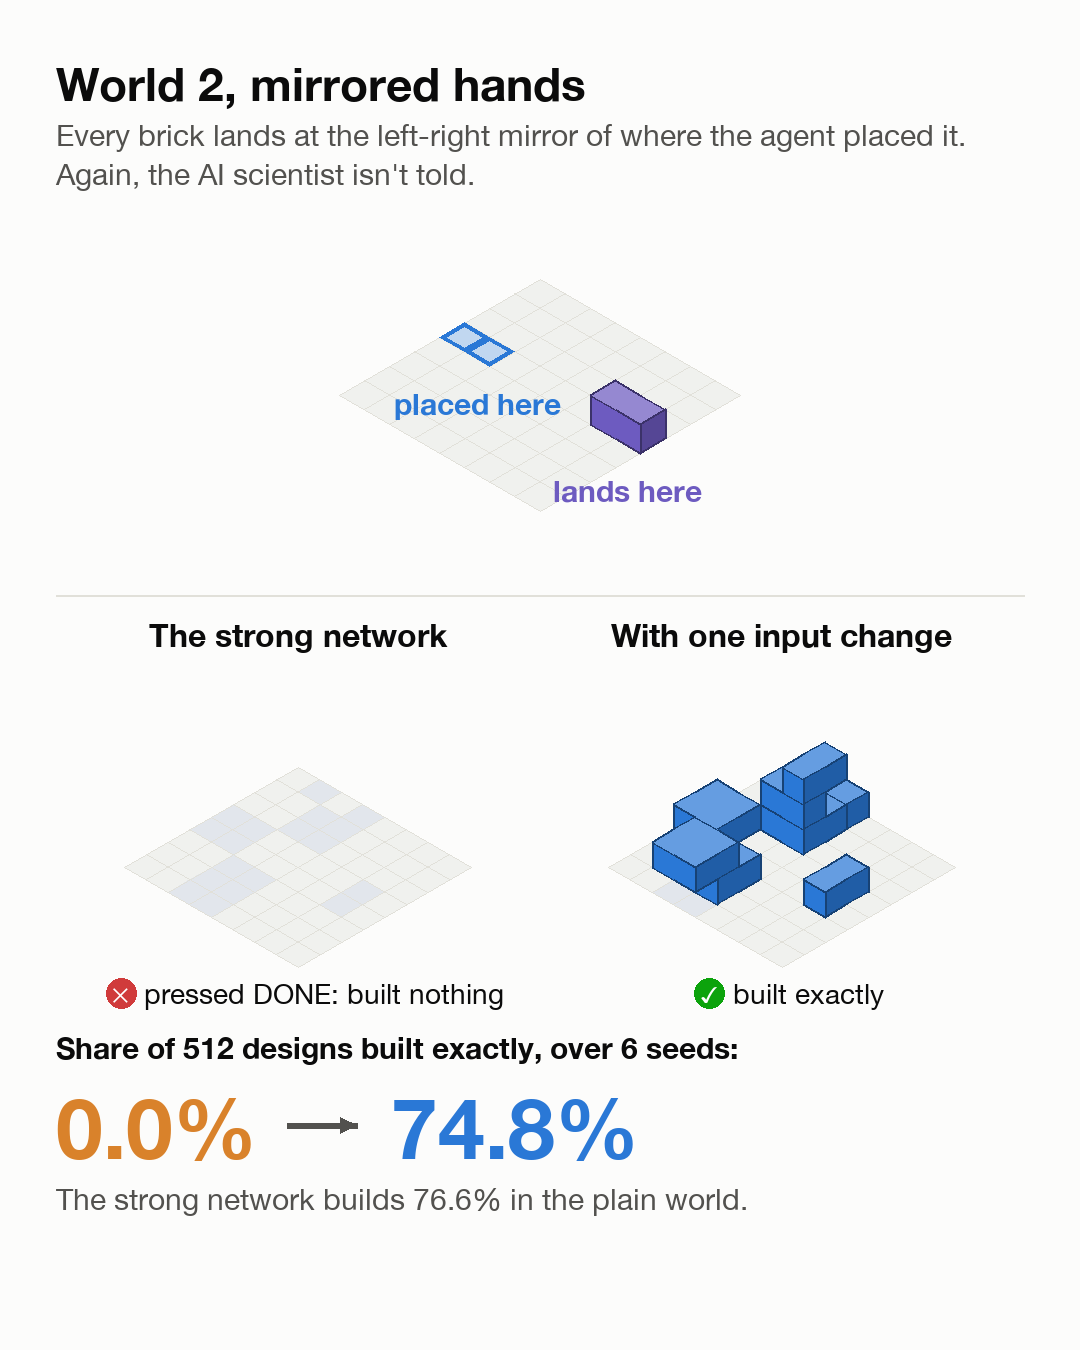 World 2, mirrored hands
Every brick lands at the left-right mirror of where the agent placed it.
Again, the AI scientist isn't told.
placed here
lands here
The strong network
With one input change
pressed DONE: built nothing
built exactly
Share of 512 designs built exactly, over 6 seeds:
0.0% → 74.8%
The strong network builds 76.6% in the plain world.